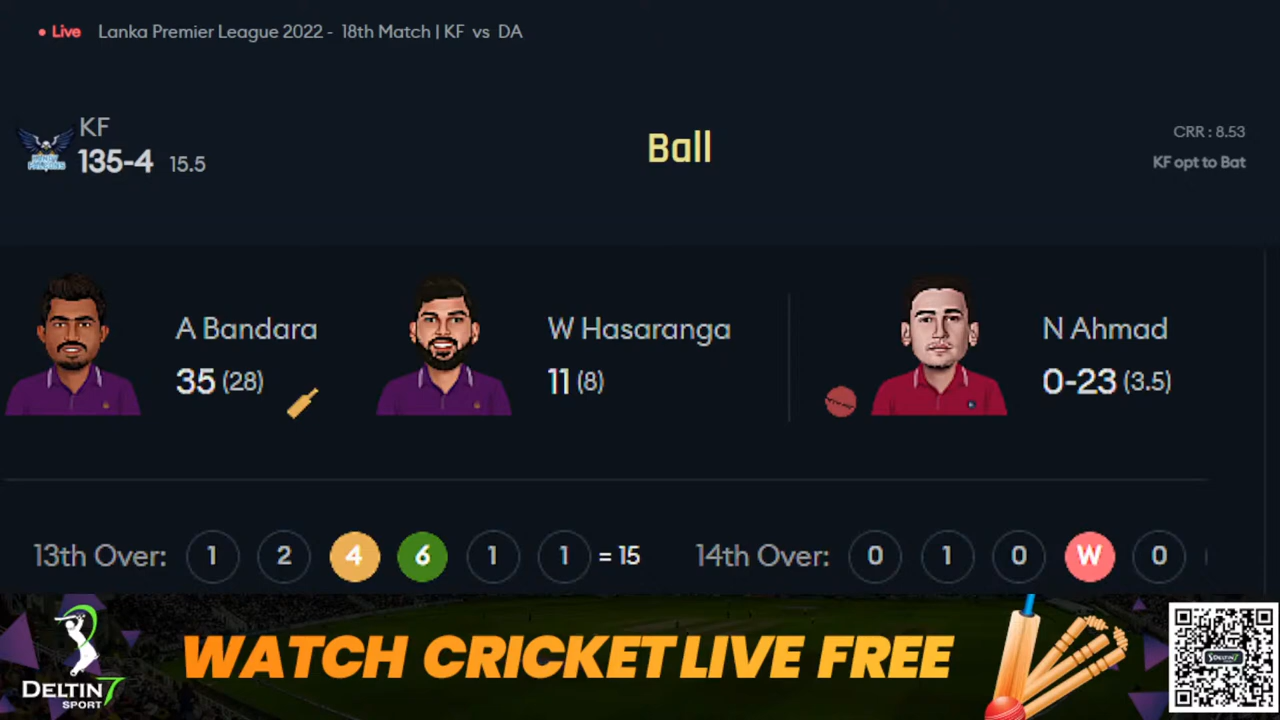 Live Lanka Premier League 2022 - 18th Match | KF vs DA
KF
135-4 15.5
Ball
CRR : 8.53
KF opt to Bat
A Bandara
35 (28)
W Hasaranga
11 (8)
N Ahmad
0-23 (3.5)
13th Over: 1 2 4 6 1 1 = 15 14th Over: 0 1 0 W 0
WATCH CRICKET LIVE FREE
DELTIN7
SPORT